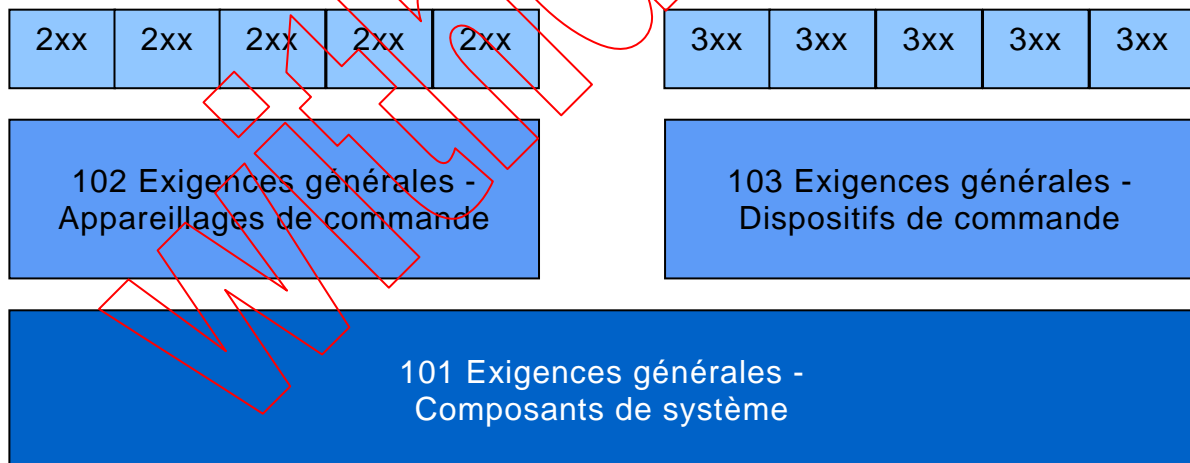 2xx 2xx 2xx 2xx 2xx 3xx 3xx 3xx 3xx 3xx
102 Exigences générales -
Appareillages de commande
103 Exigences générales -
Dispositifs de commande
101 Exigences générales -
Composants de système